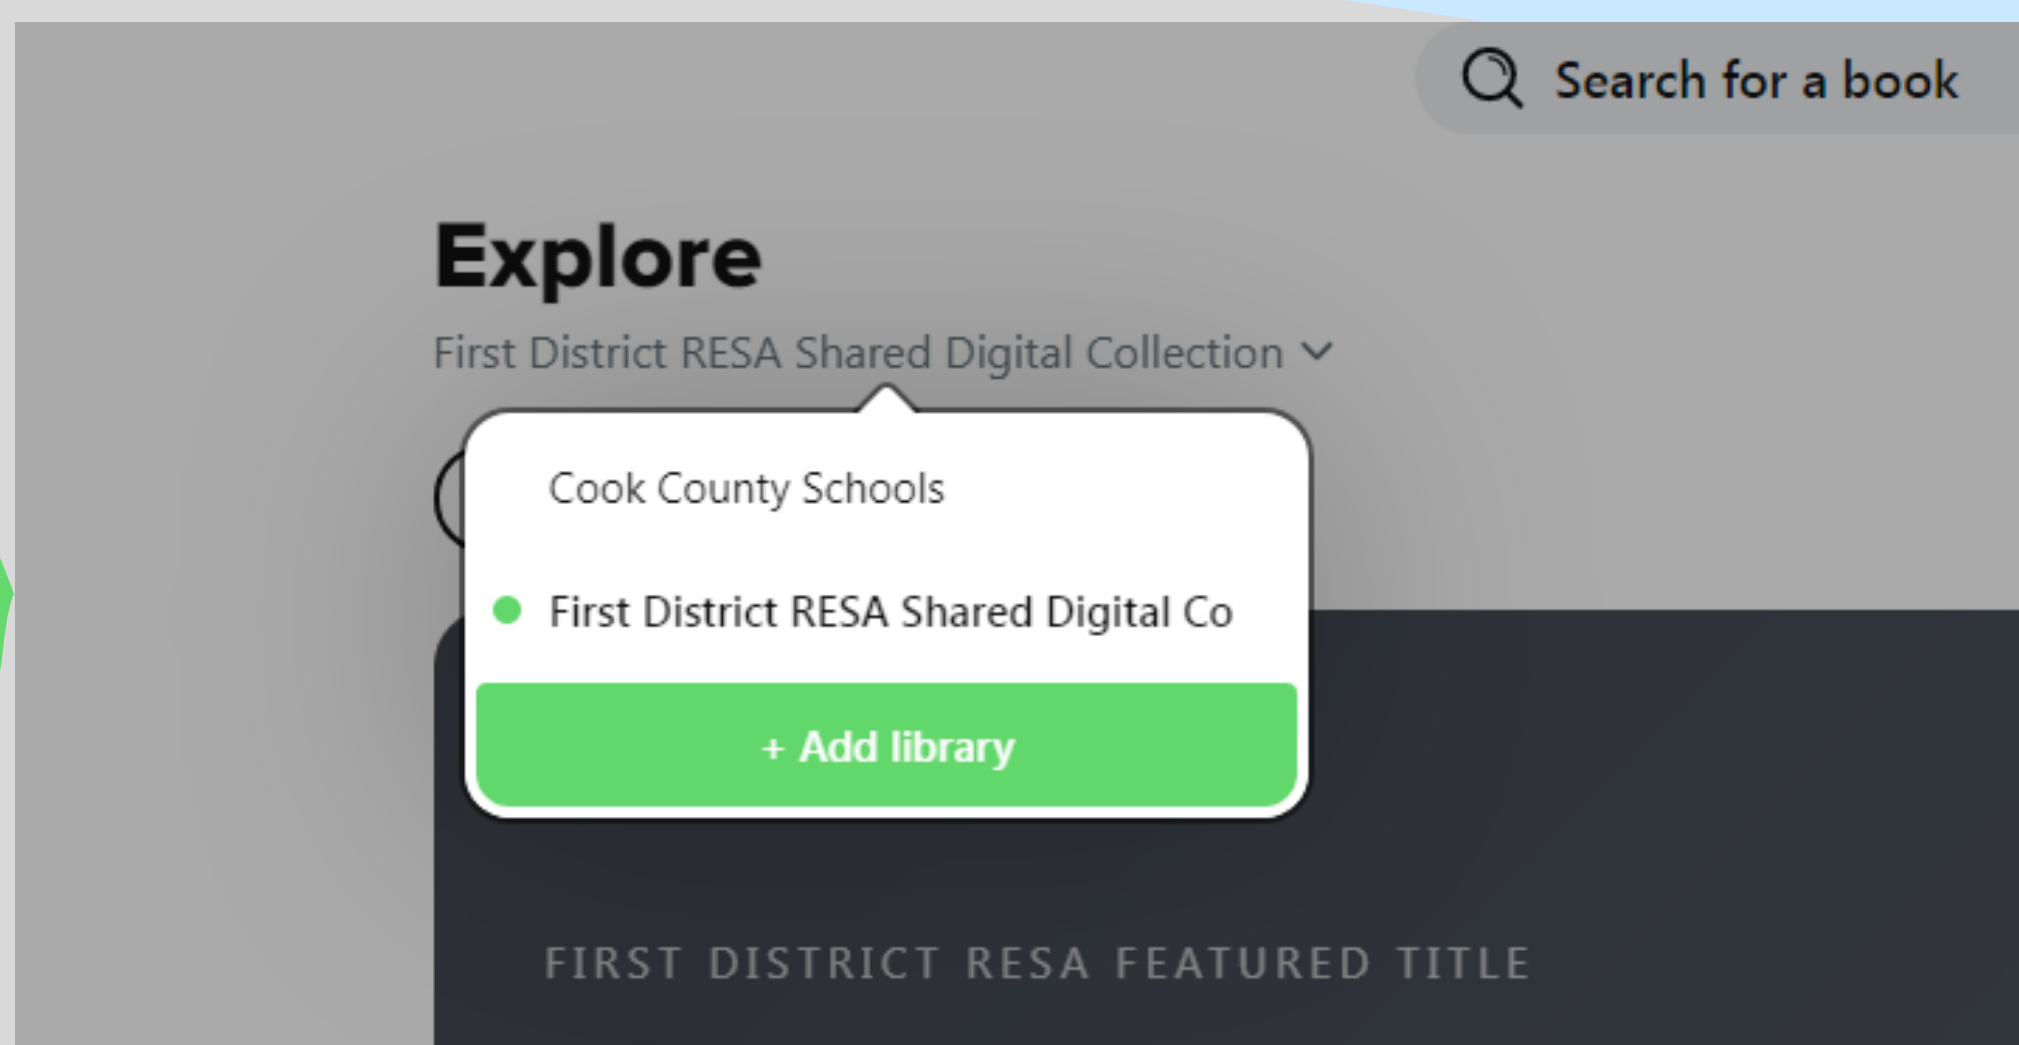 Search for a book
Explore
First District RESA Shared Digital Collection
Cook County Schools
First District RESA Shared Digital Co
+ Add library
FIRST DISTRICT RESA FEATURED TITLE